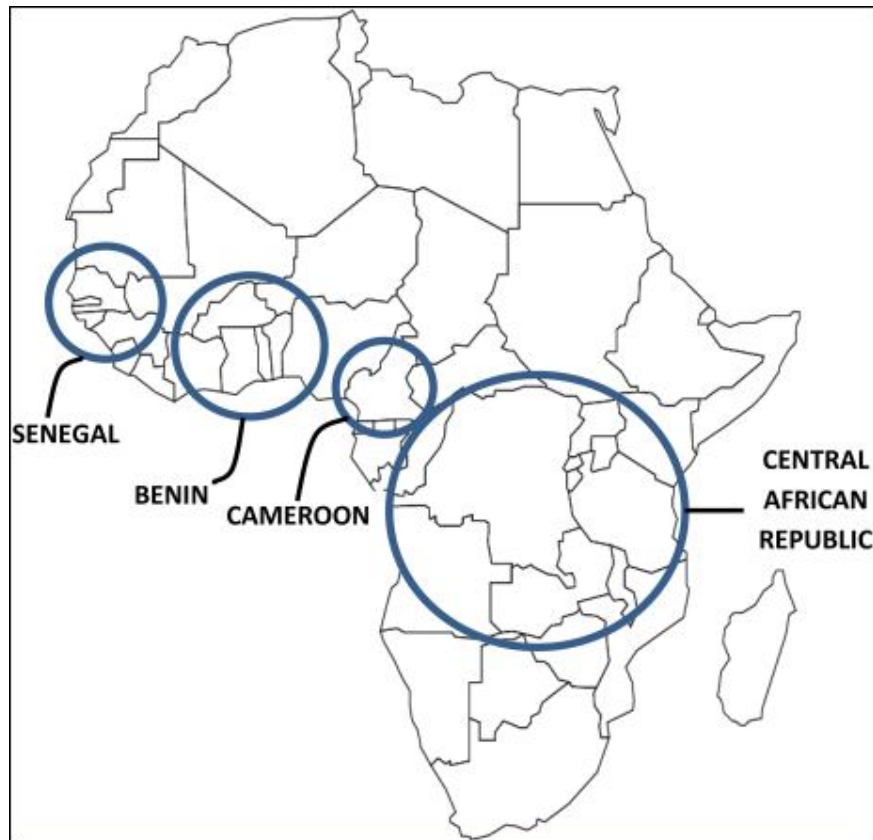 SENEGAL
BENIN
CAMEROON
CENTRAL
AFRICAN
REPUBLIC